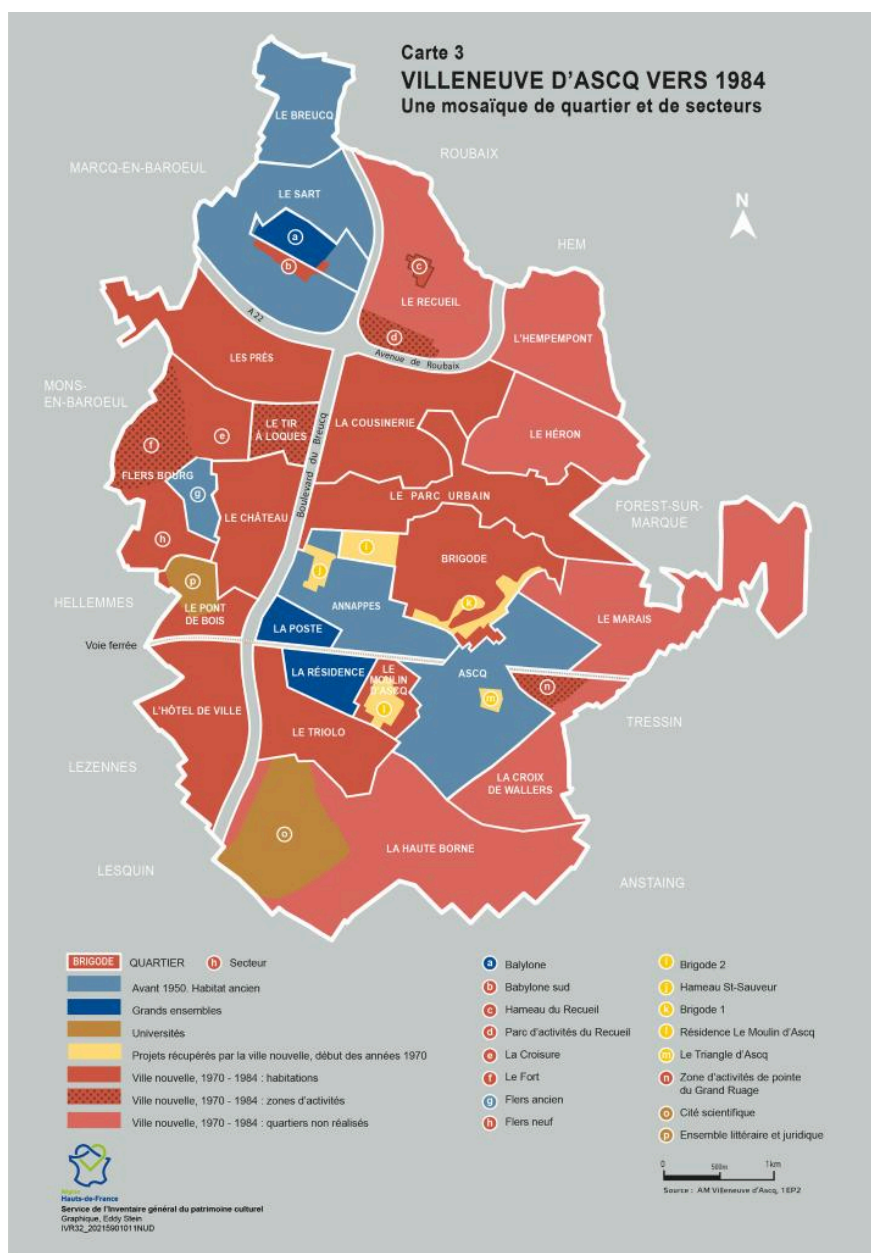 Carte 3
VILLENEUVE D'ASCQ VERS 1984
Une mosaïque de quartier et de secteurs
LE BREUCQ
ROUBAIX
MARCQ-EN-BAROEUL
LE SART
N
a
HEM
b
c
LE RECUEIL
A 22
d
L'HEMPEMPONT
Avenue de Roubaix
LES PRÉS
MONS-
EN-BAROEUL
LE TIR
À LOQUES
LA COUSINERIE
e
LE HÉRON
f
FLERS BOURG
Boulevard du Breucq
g
LE PARC URBAIN
FOREST-SUR-
MARQUE
LE CHÂTEAU
h
i
BRIGODE
j
p
HELLEMMES
LE PONT
DE BOIS
ANNAPPES
k
LE MARAIS
LA POSTE
Voie ferrée
LA RÉSIDENCE
LE
MOULIN
D'ASCQ
ASCQ
n
l
m
L'HÔTEL DE VILLE
TRESSIN
LE TRIOLO
LEZENNES
LA CROIX
DE WALLERS
o
LA HAUTE BORNE
LESQUIN
ANSTAING
BRIGODE QUARTIER h Secteur
Avant 1950. Habitat ancien
Grands ensembles
Universités
Projets récupérés par la ville nouvelle, début des années 1970
Ville nouvelle, 1970 - 1984 : habitations
Ville nouvelle, 1970 - 1984 : zones d'activités
Ville nouvelle, 1970 - 1984 : quartiers non réalisés
a Balylone
b Babylone sud
c Hameau du Recueil
d Parc d'activités du Recueil
e La Croisure
f Le Fort
g Flers ancien
h Flers neuf
i Brigode 2
j Hameau St-Sauveur
k Brigode 1
l Résidence Le Moulin d'Ascq
m Le Triangle d'Ascq
n Zone d'activités de pointe
du Grand Ruage
o Cité scientifique
p Ensemble littéraire et juridique
0 500m 1km
Source : AM Villeneuve d'Ascq, 1EP2
Région
Hauts-de-France
Service de l'Inventaire général du patrimoine culturel
Graphique, Eddy Stein
IVR32_20215901011NUD